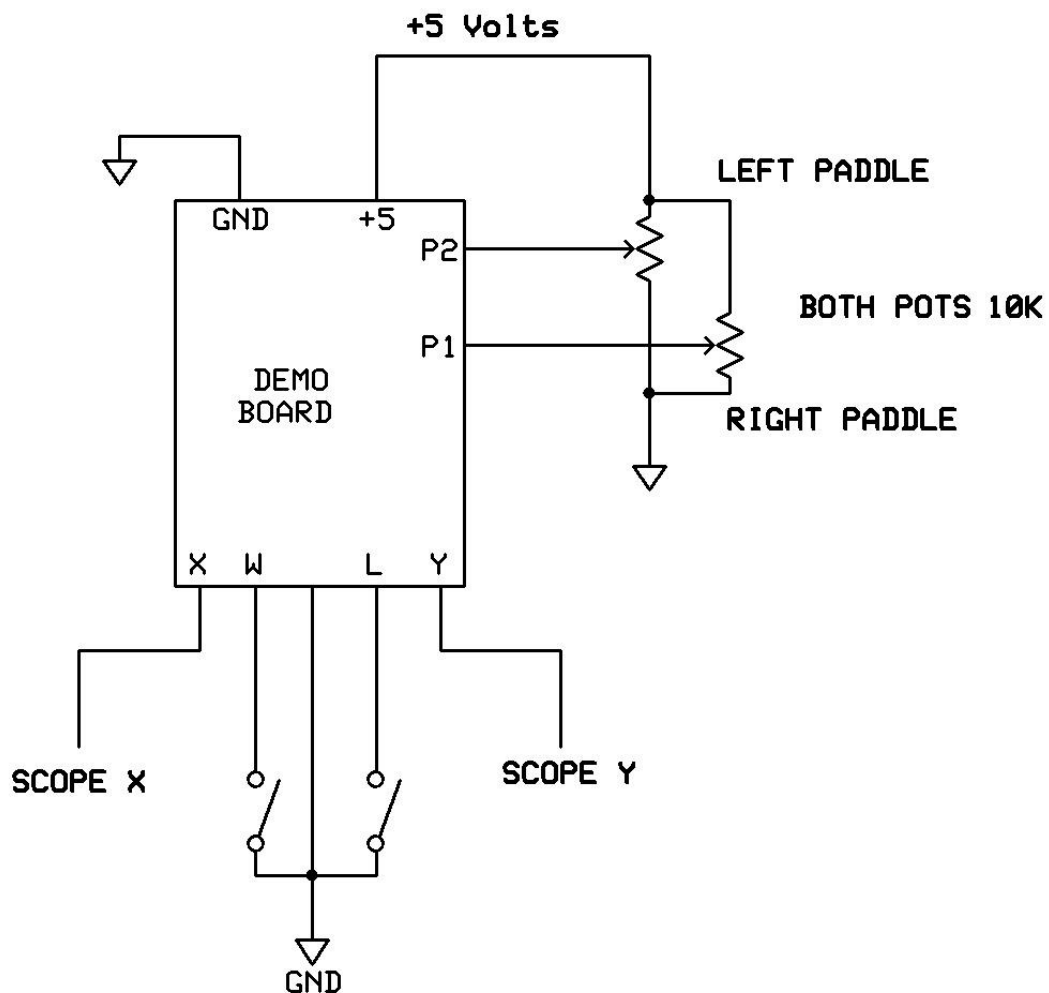 +5 Volts
LEFT PADDLE
GND
+5
P2
BOTH POTS 10K
P1
DEMO
BOARD
RIGHT PADDLE
X
W
L
Y
SCOPE X
SCOPE Y
GND